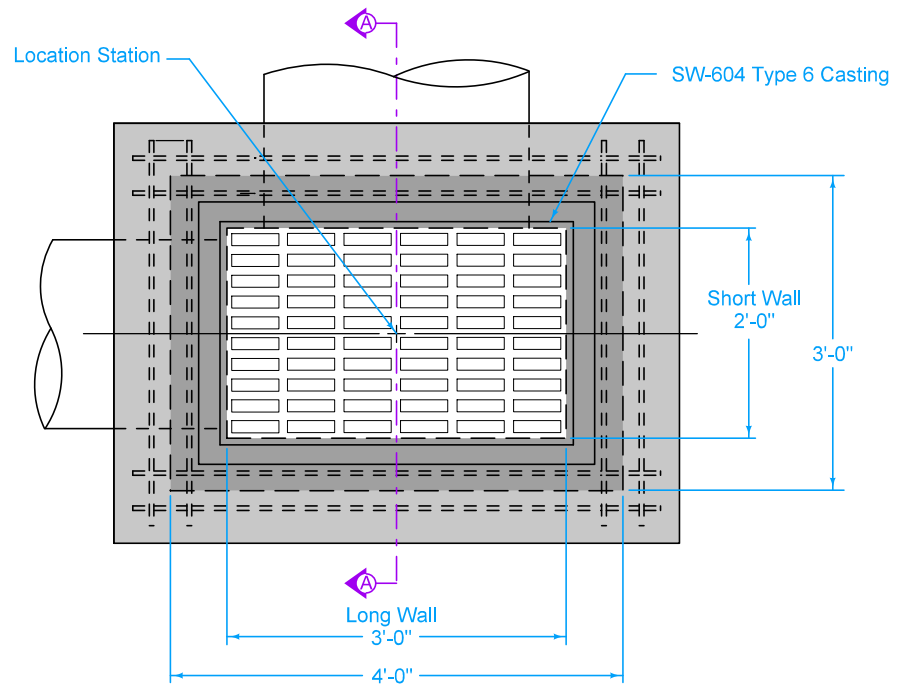 A
Location Station
SW-604 Type 6 Casting
Short Wall
2'-0"
3'-0"
A
Long Wall
3'-0"
4'-0"